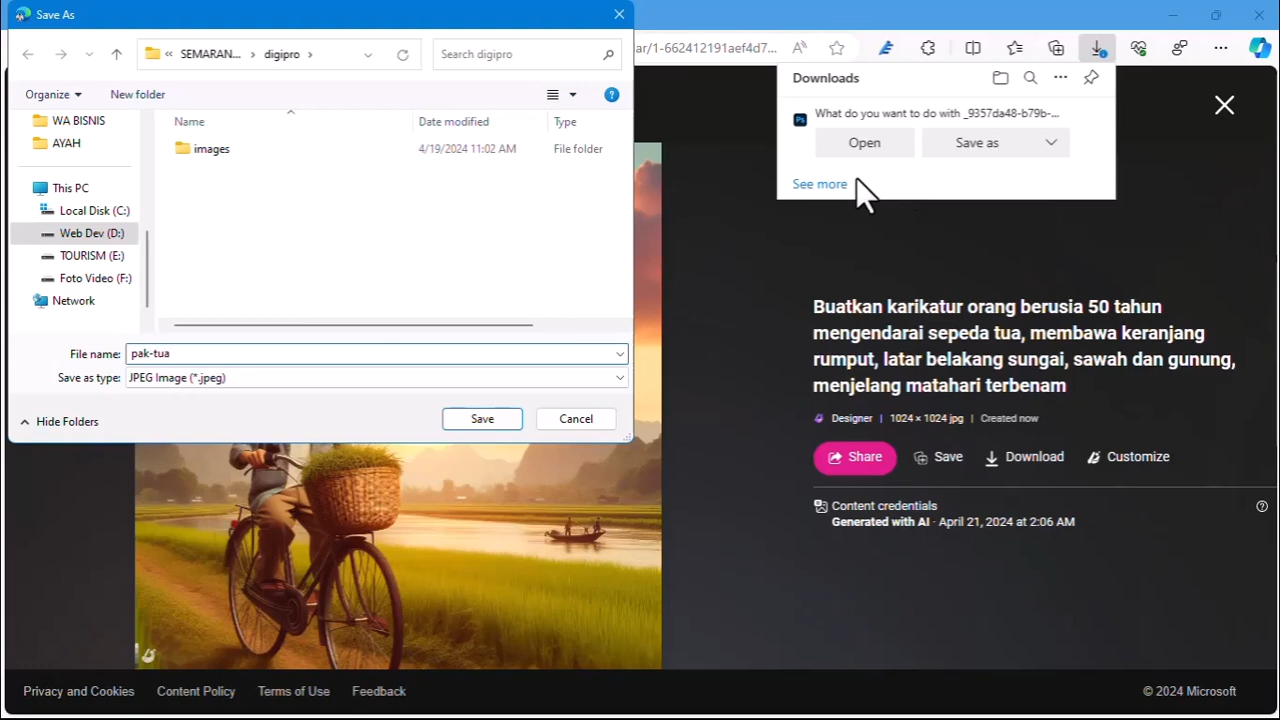 Save As
« SEMARAN... > digipro >
Search digipro
Organize
New folder
WA BISNIS
AYAH
This PC
Local Disk (C:)
Web Dev (D:)
TOURISM (E:)
Foto Video (F:)
Network
Name
Date modified
Type
images
4/19/2024 11:02 AM
File folder
File name: pak-tua
Save as type: JPEG Image (*.jpeg)
Hide Folders
Save
Cancel
ar/1-662412191aef4d7...
Downloads
Ps
What do you want to do with _9357da48-b79b-...
Open
Save as
See more
Buatkan karikatur orang berusia 50 tahun
mengendarai sepeda tua, membawa keranjang
rumput, latar belakang sungai, sawah dan gunung,
menjelang matahari terbenam
Designer | 1024 × 1024 jpg | Created now
Share
Save
Download
Customize
Content credentials
Generated with AI · April 21, 2024 at 2:06 AM
Privacy and Cookies
Content Policy
Terms of Use
Feedback
© 2024 Microsoft